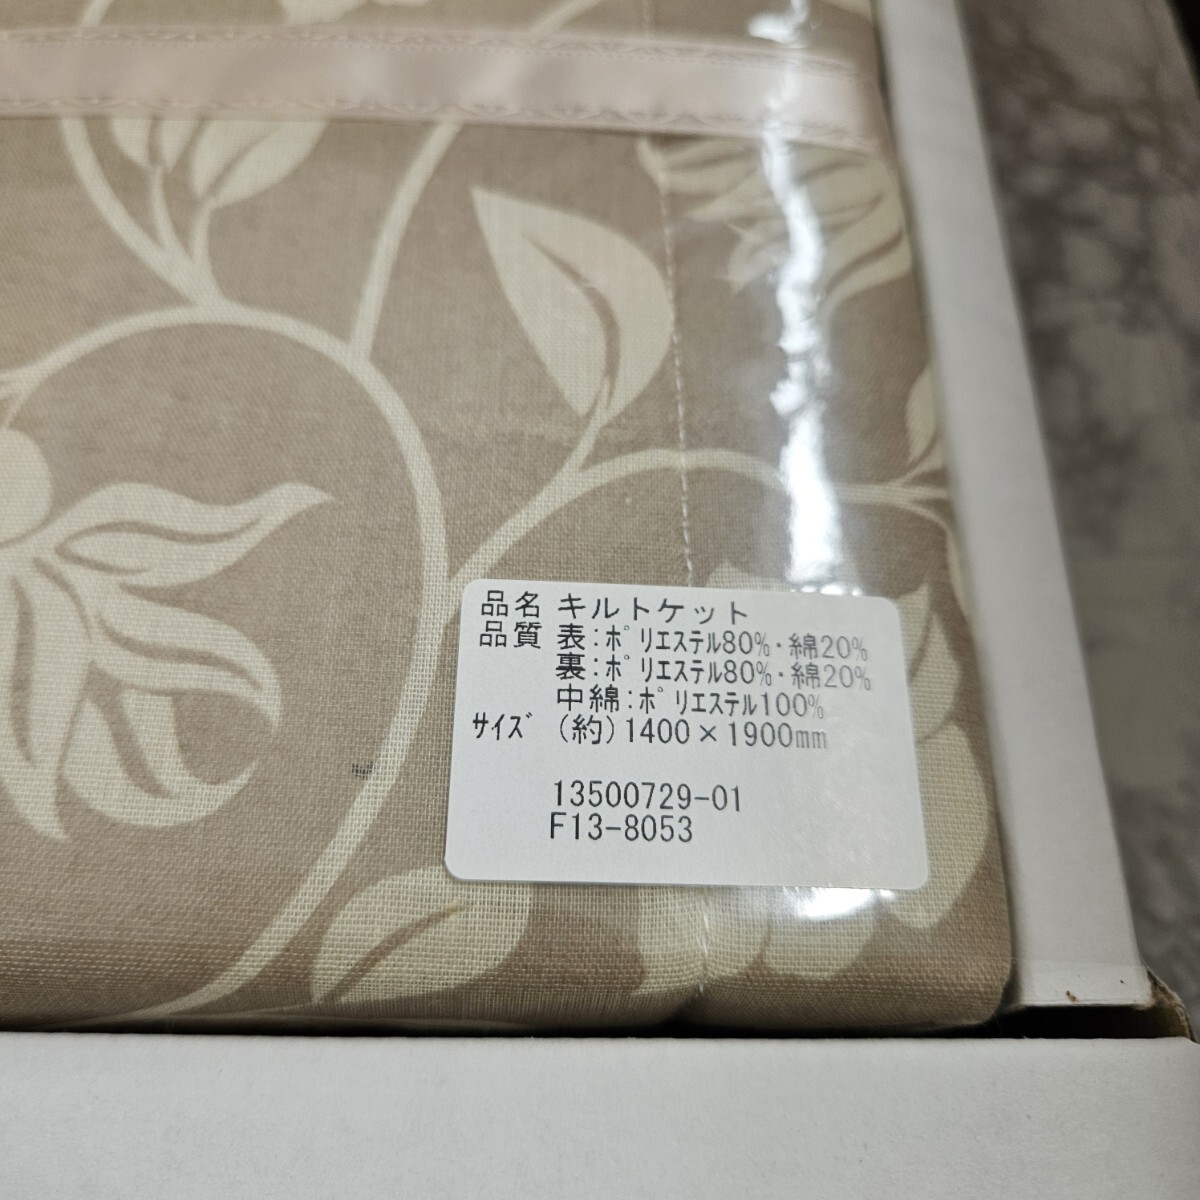 品名 キルトケット
品質 表:ﾎﾟﾘｴｽﾃﾙ80%・綿20%
裏:ﾎﾟﾘｴｽﾃﾙ80%・綿20%
中綿:ﾎﾟﾘｴｽﾃﾙ100%
ｻｲｽﾞ (約)1400×1900mm
13500729-01
F13-8053